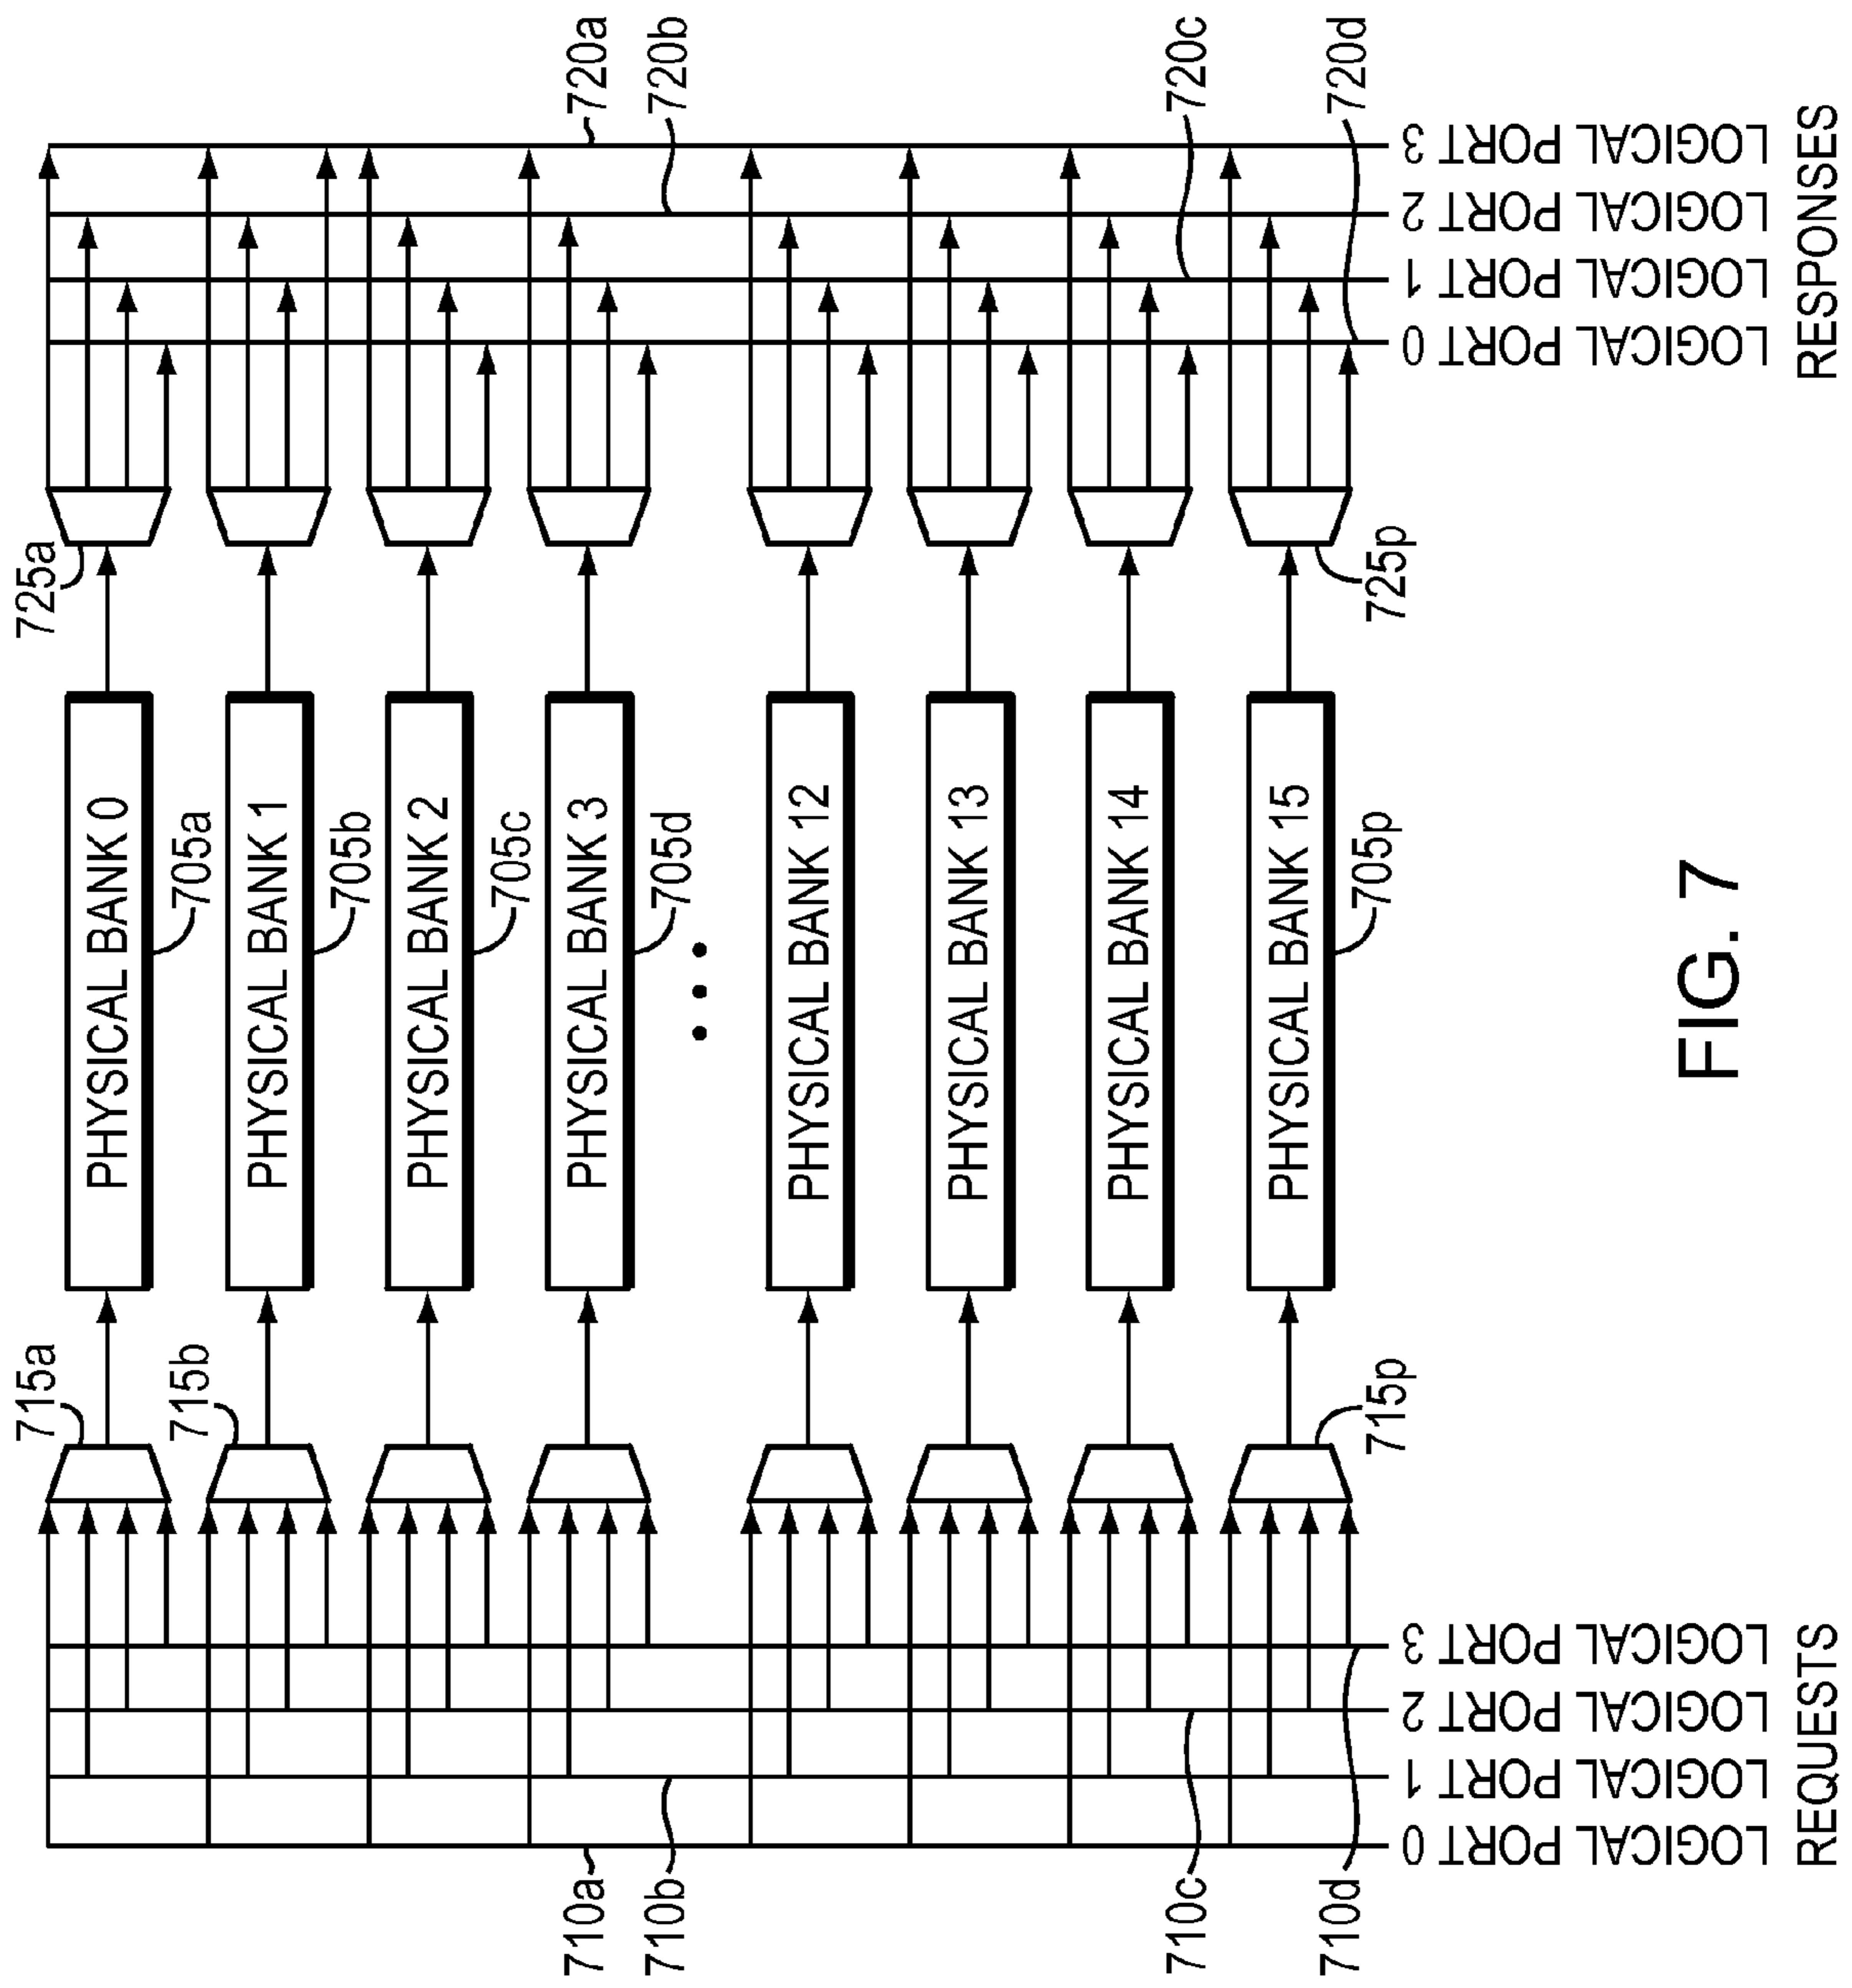 715a
PHYSICAL BANK 0
705a
725a
715b
PHYSICAL BANK 1
705b
PHYSICAL BANK 2
705c
710a
PHYSICAL BANK 3
705d
720a
710b
720b
...
PHYSICAL BANK 12
PHYSICAL BANK 13
PHYSICAL BANK 14
710c
720c
PHYSICAL BANK 15
710d
715p
705p
725p
720d
LOGICAL PORT 0
LOGICAL PORT 1
LOGICAL PORT 2
LOGICAL PORT 3
REQUESTS
LOGICAL PORT 0
LOGICAL PORT 1
LOGICAL PORT 2
LOGICAL PORT 3
RESPONSES
FIG. 7